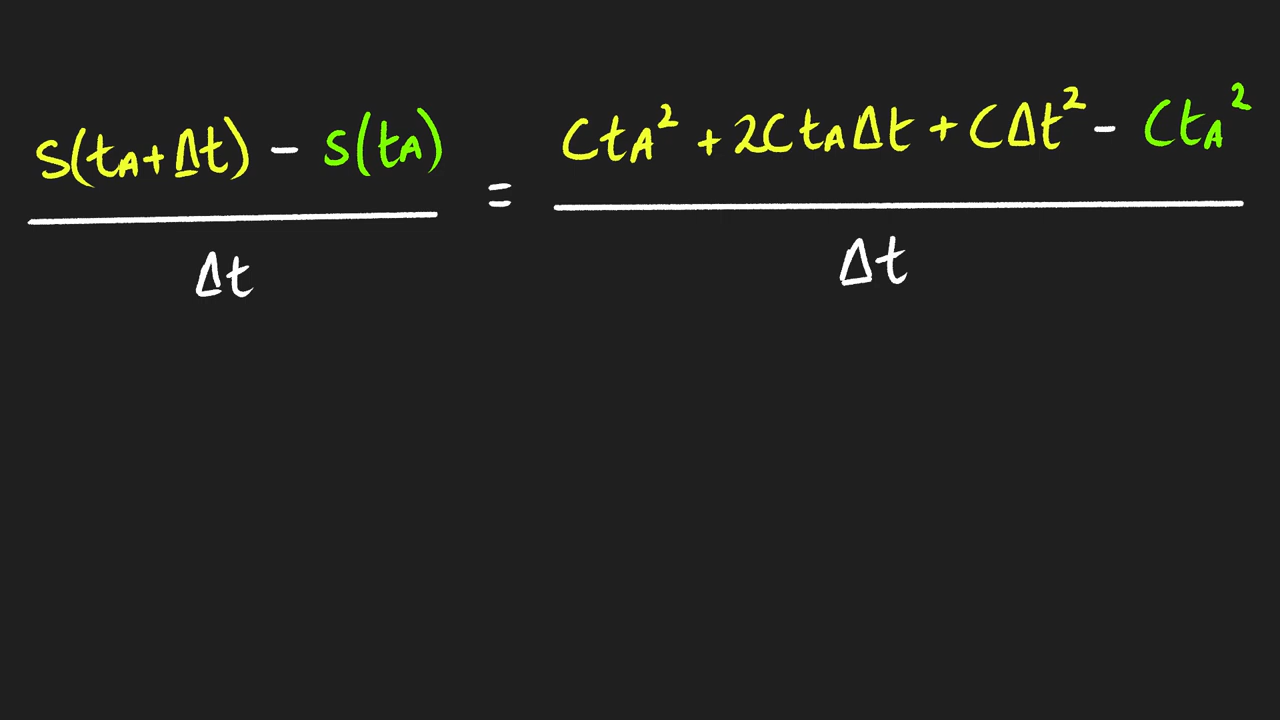 S(tA+Δt) - S(tA) = CtA² + 2CtAΔt + CΔt² - CtA²
Δt Δt